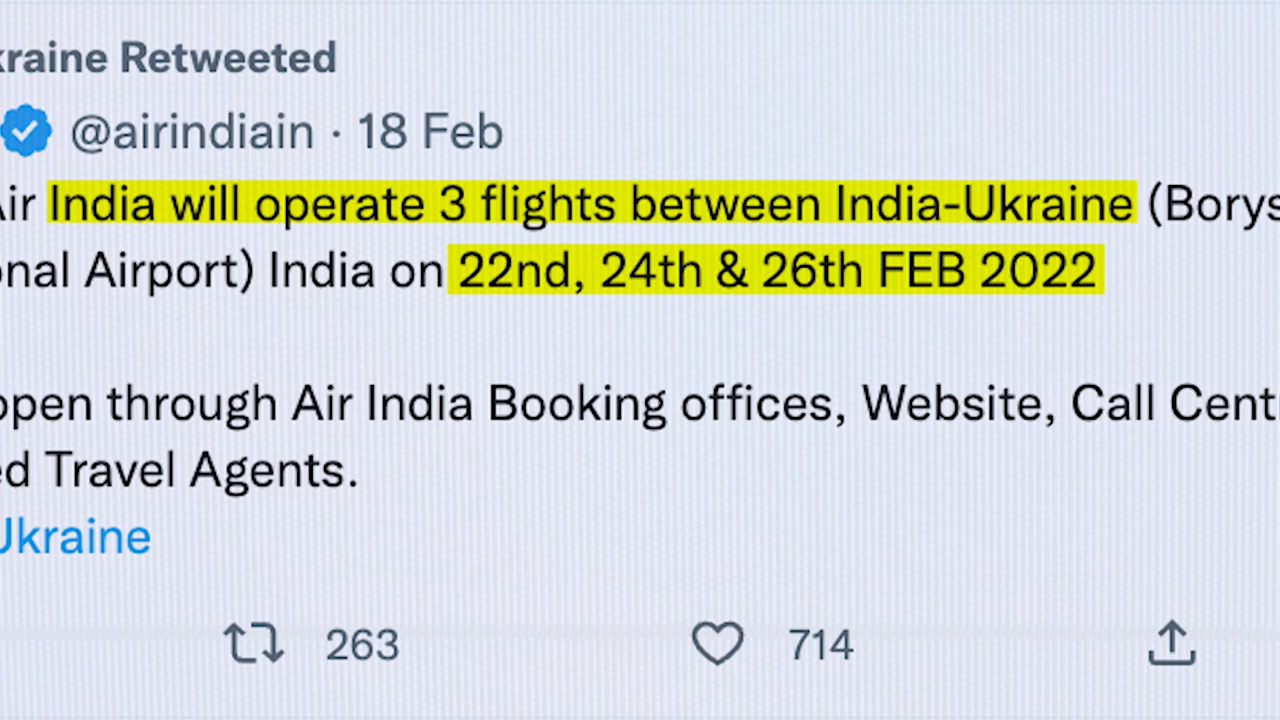 kraine Retweeted
@airindiain · 18 Feb
Air India will operate 3 flights between India-Ukraine (Borys
onal Airport) India on 22nd, 24th & 26th FEB 2022
open through Air India Booking offices, Website, Call Cent
ed Travel Agents.
Ukraine
263 714